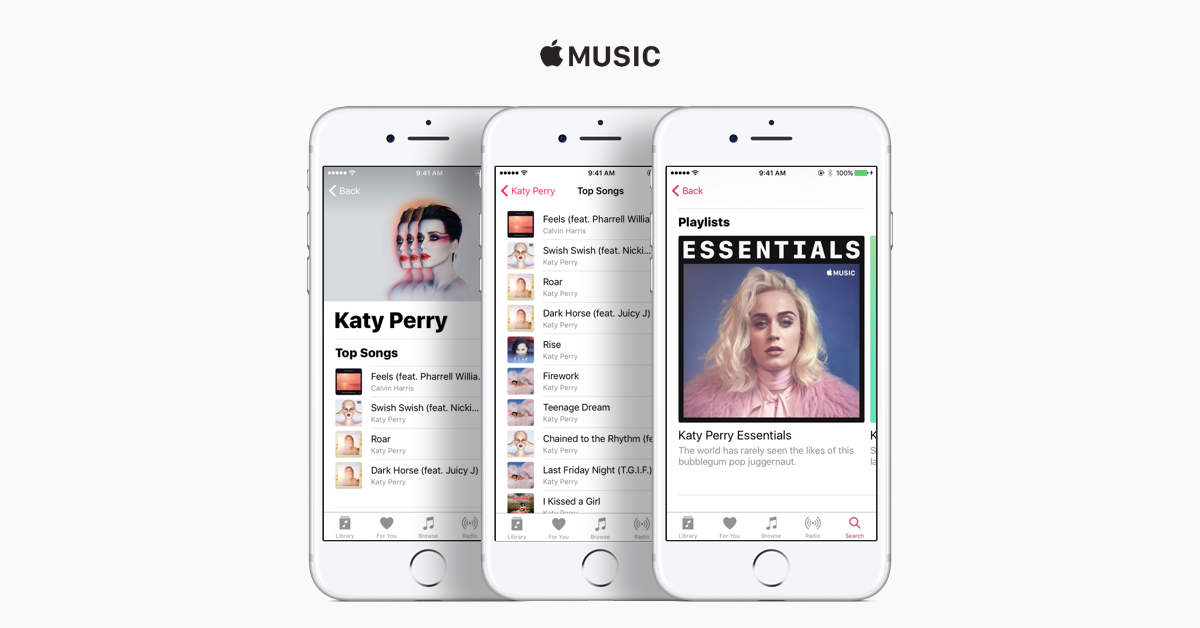 MUSIC
9:41 AM
Back
Katy Perry
Top Songs
Feels (feat. Pharrell Willia.
Calvin Harris
Swish Swish (feat. Nicki...
Katy Perry
Roar
Katy Perry
Dark Horse (feat. Juicy J)
Katy Perry
Library For You Browse Radio
9:41 AM
Katy Perry Top Songs
Feels (feat. Pharrell Willia
Calvin Harris
Swish Swish (feat. Nicki...
Katy Perry
Roar
Katy Perry
Dark Horse (feat. Juicy J)
Katy Perry
Rise
Katy Perry
Firework
Katy Perry
Teenage Dream
Katy Perry
Chained to the Rhythm (fe
Katy Perry
Last Friday Night (T.G.I.F.)
Katy Perry
I Kissed a Girl
Katy Perry
Library For You Browse Radio
9:41 AM 100%
Back
Playlists
ESSENTIALS
MUSIC
Katy Perry Essentials
The world has rarely seen the likes of this
bubblegum pop juggernaut.
K
S
la
Library For You Browse Radio Search